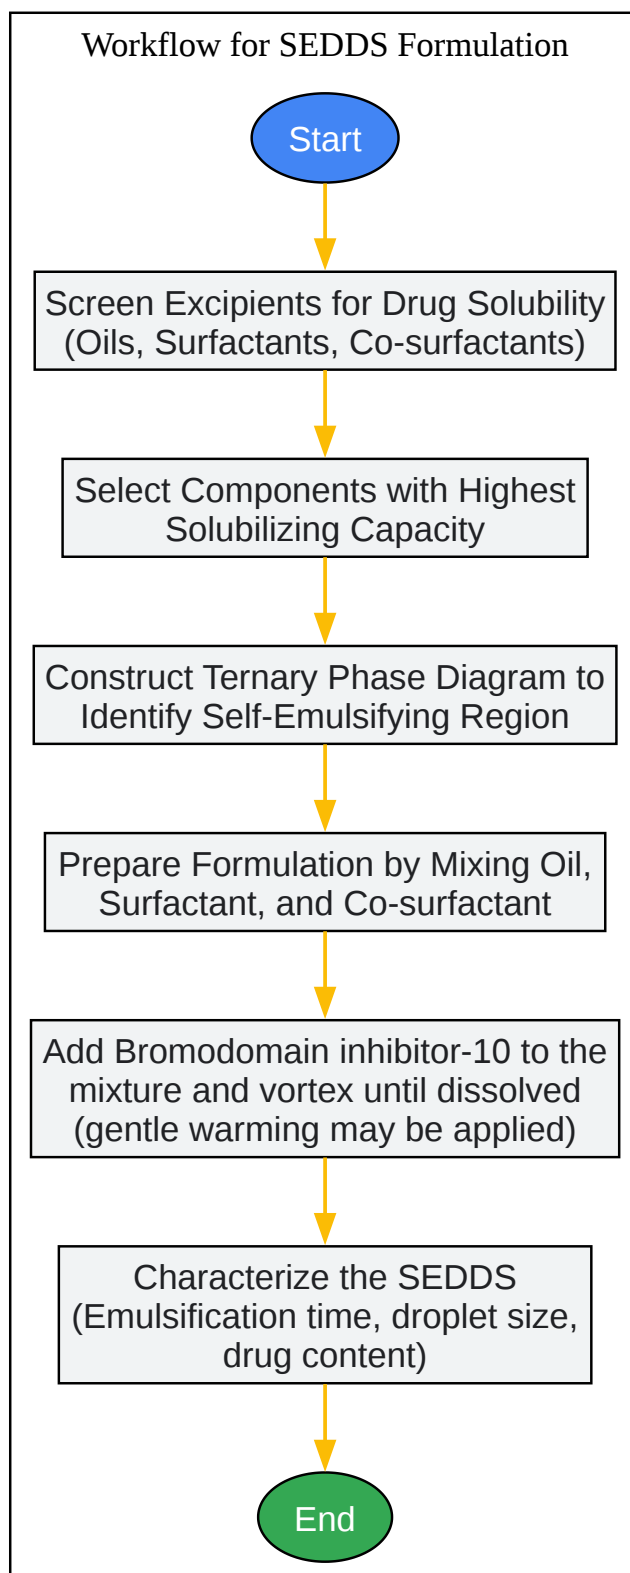 Workflow for SEDDS Formulation
Start
Screen Excipients for Drug Solubility
(Oils, Surfactants, Co-surfactants)
Select Components with Highest
Solubilizing Capacity
Construct Ternary Phase Diagram to
Identify Self-Emulsifying Region
Prepare Formulation by Mixing Oil,
Surfactant, and Co-surfactant
Add Bromodomain inhibitor-10 to the
mixture and vortex until dissolved
(gentle warming may be applied)
Characterize the SEDDS
(Emulsification time, droplet size,
drug content)
End